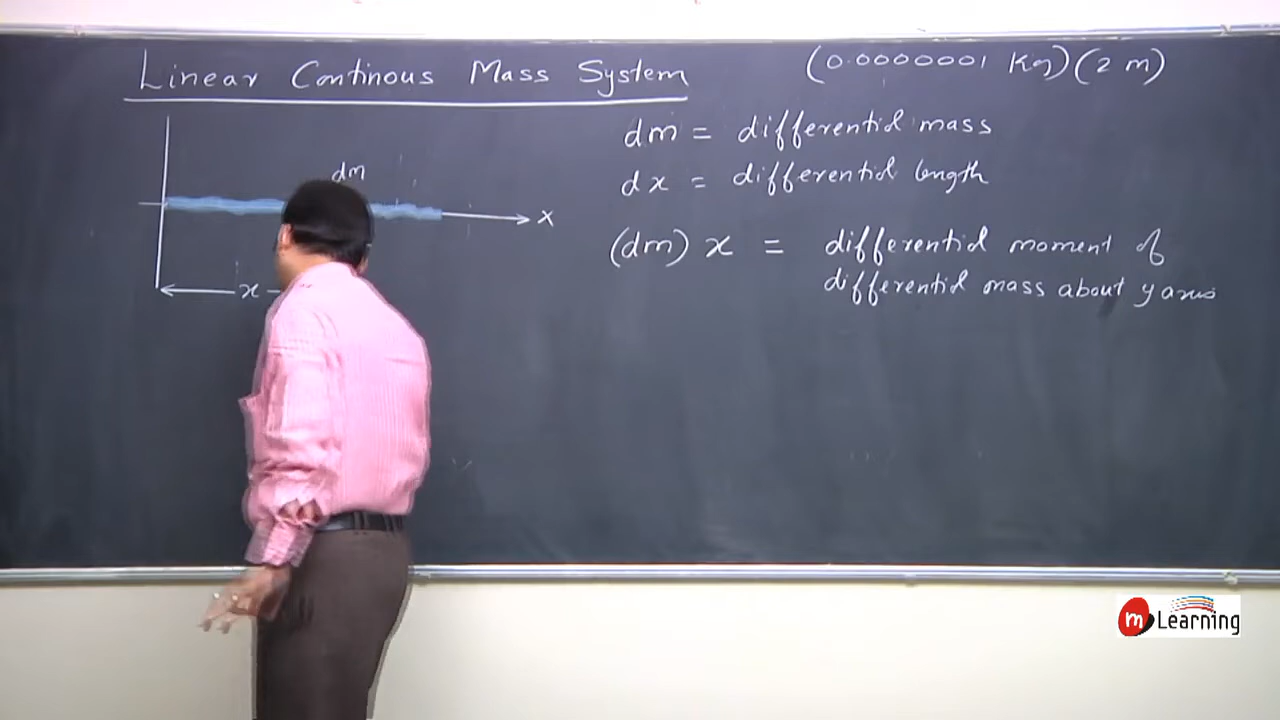 Linear Continous Mass System
(0.0000001 Kg)(2 m)
dm = differential mass
dx = differential length
(dm) x = differential moment of
differential mass about y axis
dm
x
x
m Learning